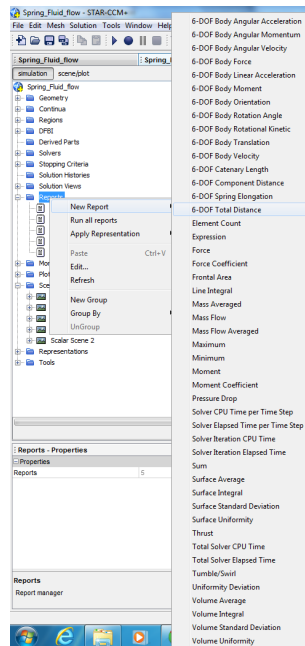 Spring_Fluid_flow - STAR-CCM+
File Edit Mesh Solution Tools Window Help
Spring_Fluid_flow
Spring_
simulation scene/plot
Spring_Fluid_flow
Geometry
Continua
Regions
DFBI
Derived Parts
Solvers
Stopping Criteria
Solution Histories
Solution Views
Reports
Mor
Plot
Sce
Scalar Scene 2
Representations
Tools
New Report
Run all reports
Apply Representation
Paste Ctrl+V
Edit...
Refresh
New Group
Group By
UnGroup
6-DOF Body Angular Acceleration
6-DOF Body Angular Momentum
6-DOF Body Angular Velocity
6-DOF Body Force
6-DOF Body Linear Acceleration
6-DOF Body Moment
6-DOF Body Orientation
6-DOF Body Rotation Angle
6-DOF Body Rotational Kinetic
6-DOF Body Translation
6-DOF Body Velocity
6-DOF Catenary Length
6-DOF Component Distance
6-DOF Spring Elongation
6-DOF Total Distance
Element Count
Expression
Force
Force Coefficient
Frontal Area
Line Integral
Mass Averaged
Mass Flow
Mass Flow Averaged
Maximum
Minimum
Moment
Moment Coefficient
Pressure Drop
Solver CPU Time per Time Step
Solver Elapsed Time per Time Step
Solver Iteration CPU Time
Solver Iteration Elapsed Time
Sum
Surface Average
Surface Integral
Surface Standard Deviation
Surface Uniformity
Thrust
Total Solver CPU Time
Total Solver Elapsed Time
Tumble/Swirl
Uniformity Deviation
Volume Average
Volume Integral
Volume Standard Deviation
Volume Uniformity
Reports - Properties
Properties
Reports 5
Reports
Report manager